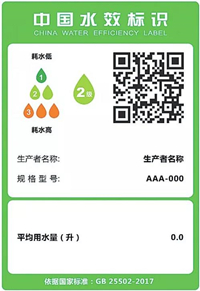 中国水效标识
CHINA WATER EFFICIENCY LABEL
耗水低
1
2
3
耗水高
2级
生产者名称: 生产者名称
规格型号: AAA-000
平均用水量（升） 0.0
依据国家标准：GB 25502-2017